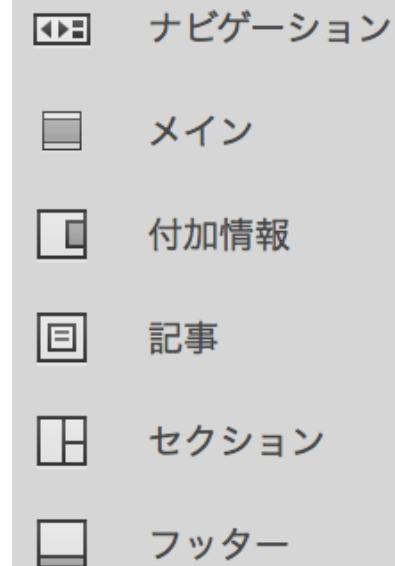 ナビゲーション
メイン
付加情報
記事
セクション
フッター